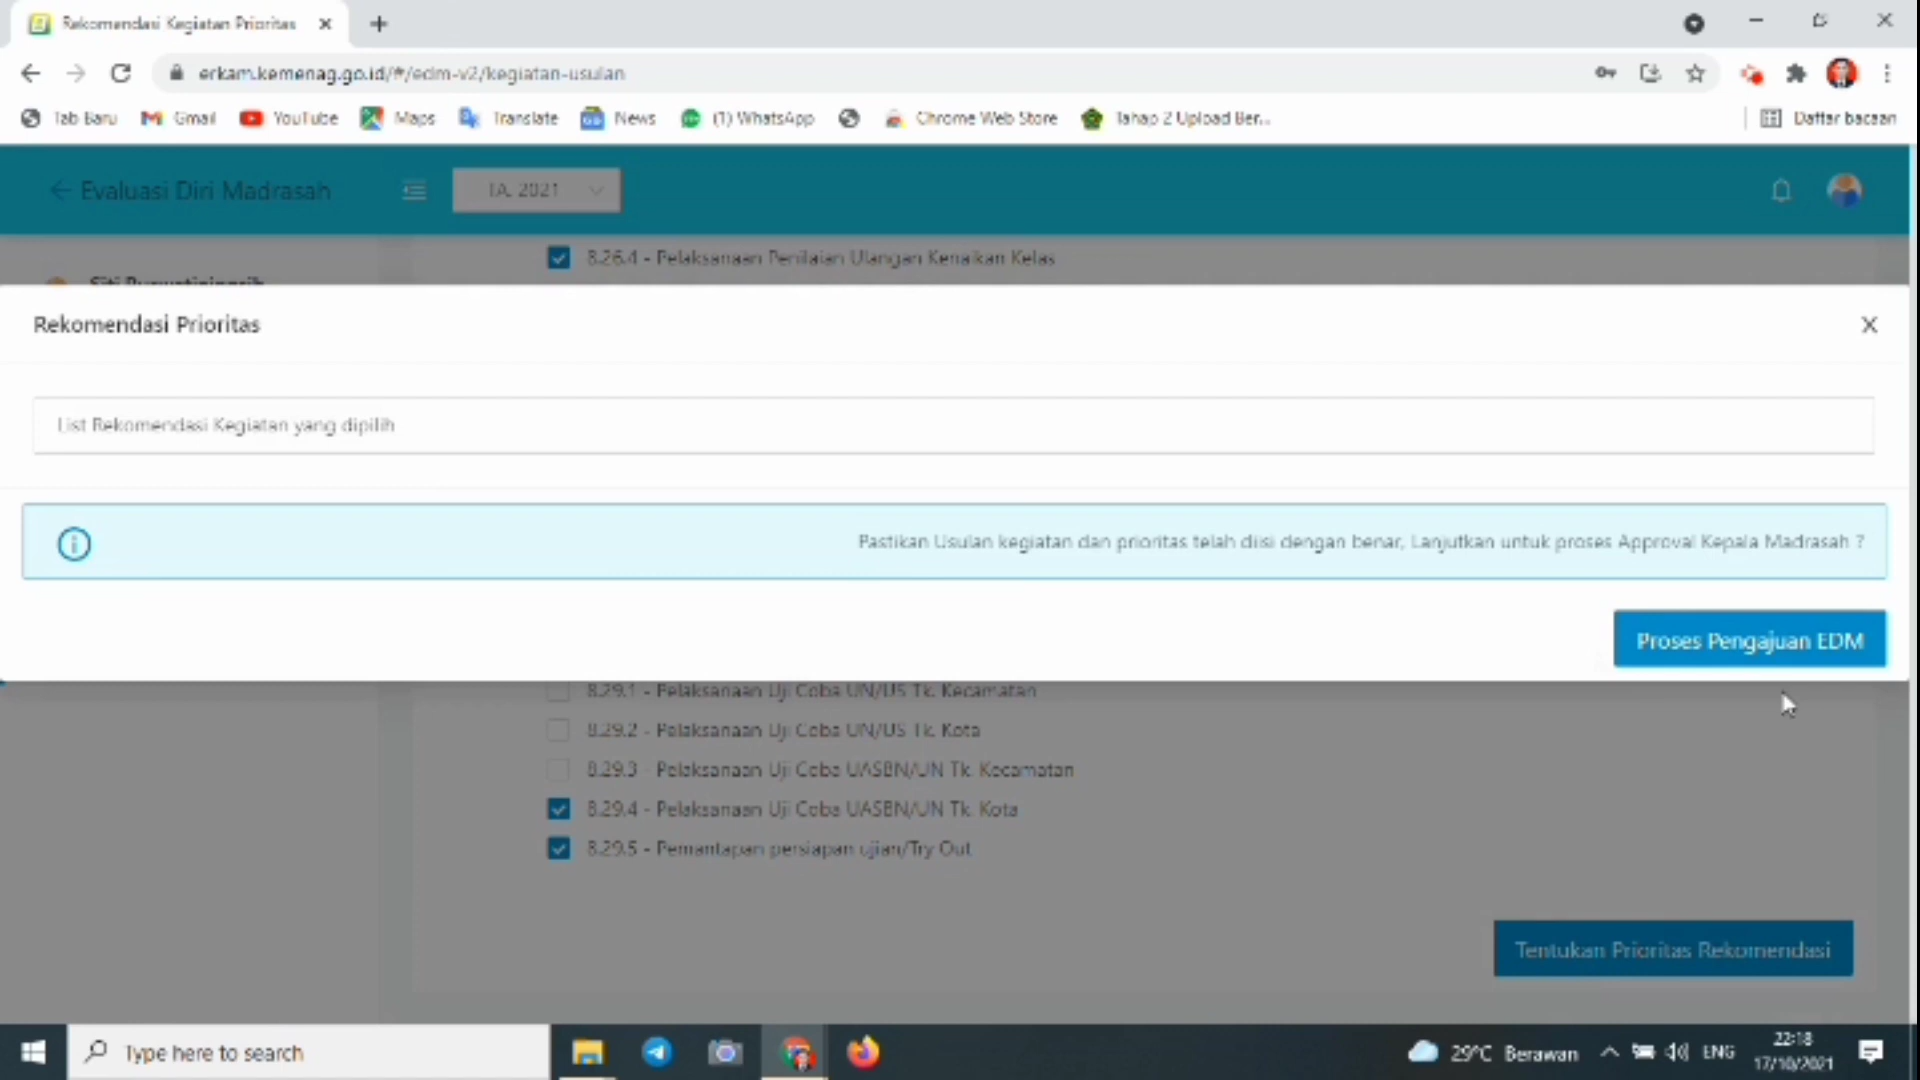 Rekomendasi Kegiatan Prioritas
erkam.kemenag.go.id/#/edm-v2/kegiatan-usulan
Tab Baru Gmail YouTube Maps Translate News (1) WhatsApp Chrome Web Store Tahap 2 Upload Ber... Daftar bacaan
Evaluasi Diri Madrasah TA. 2021
8.26.4 - Pelaksanaan Penilaian Ulangan Kenaikan Kelas
Siti
Rekomendasi Prioritas
List Rekomendasi Kegiatan yang dipilih
Pastikan Usulan kegiatan dan prioritas telah diisi dengan benar, Lanjutkan untuk proses Approval Kepala Madrasah ?
Proses Pengajuan EDM
8.29.1 - Pelaksanaan Uji Coba UN/US Tk. Kecamatan
8.29.2 - Pelaksanaan Uji Coba UN/US Tk. Kota
8.29.3 - Pelaksanaan Uji Coba UASBN/UN Tk. Kecamatan
8.29.4 - Pelaksanaan Uji Coba UASBN/UN Tk. Kota
8.29.5 - Pemantapan persiapan ujian/Try Out
Tentukan Prioritas Rekomendasi
Type here to search
29°C Berawan
ENG
22:18
17/10/2021